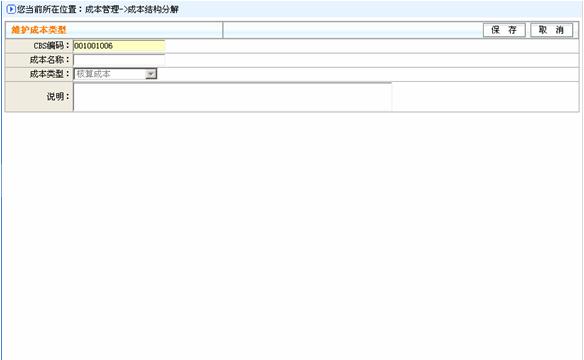 您当前所在位置：成本管理->成本结构分解
维护成本类型 保 存 取 消
CBS编码： 001001006
成本名称：
成本类型： 核算成本
说明：